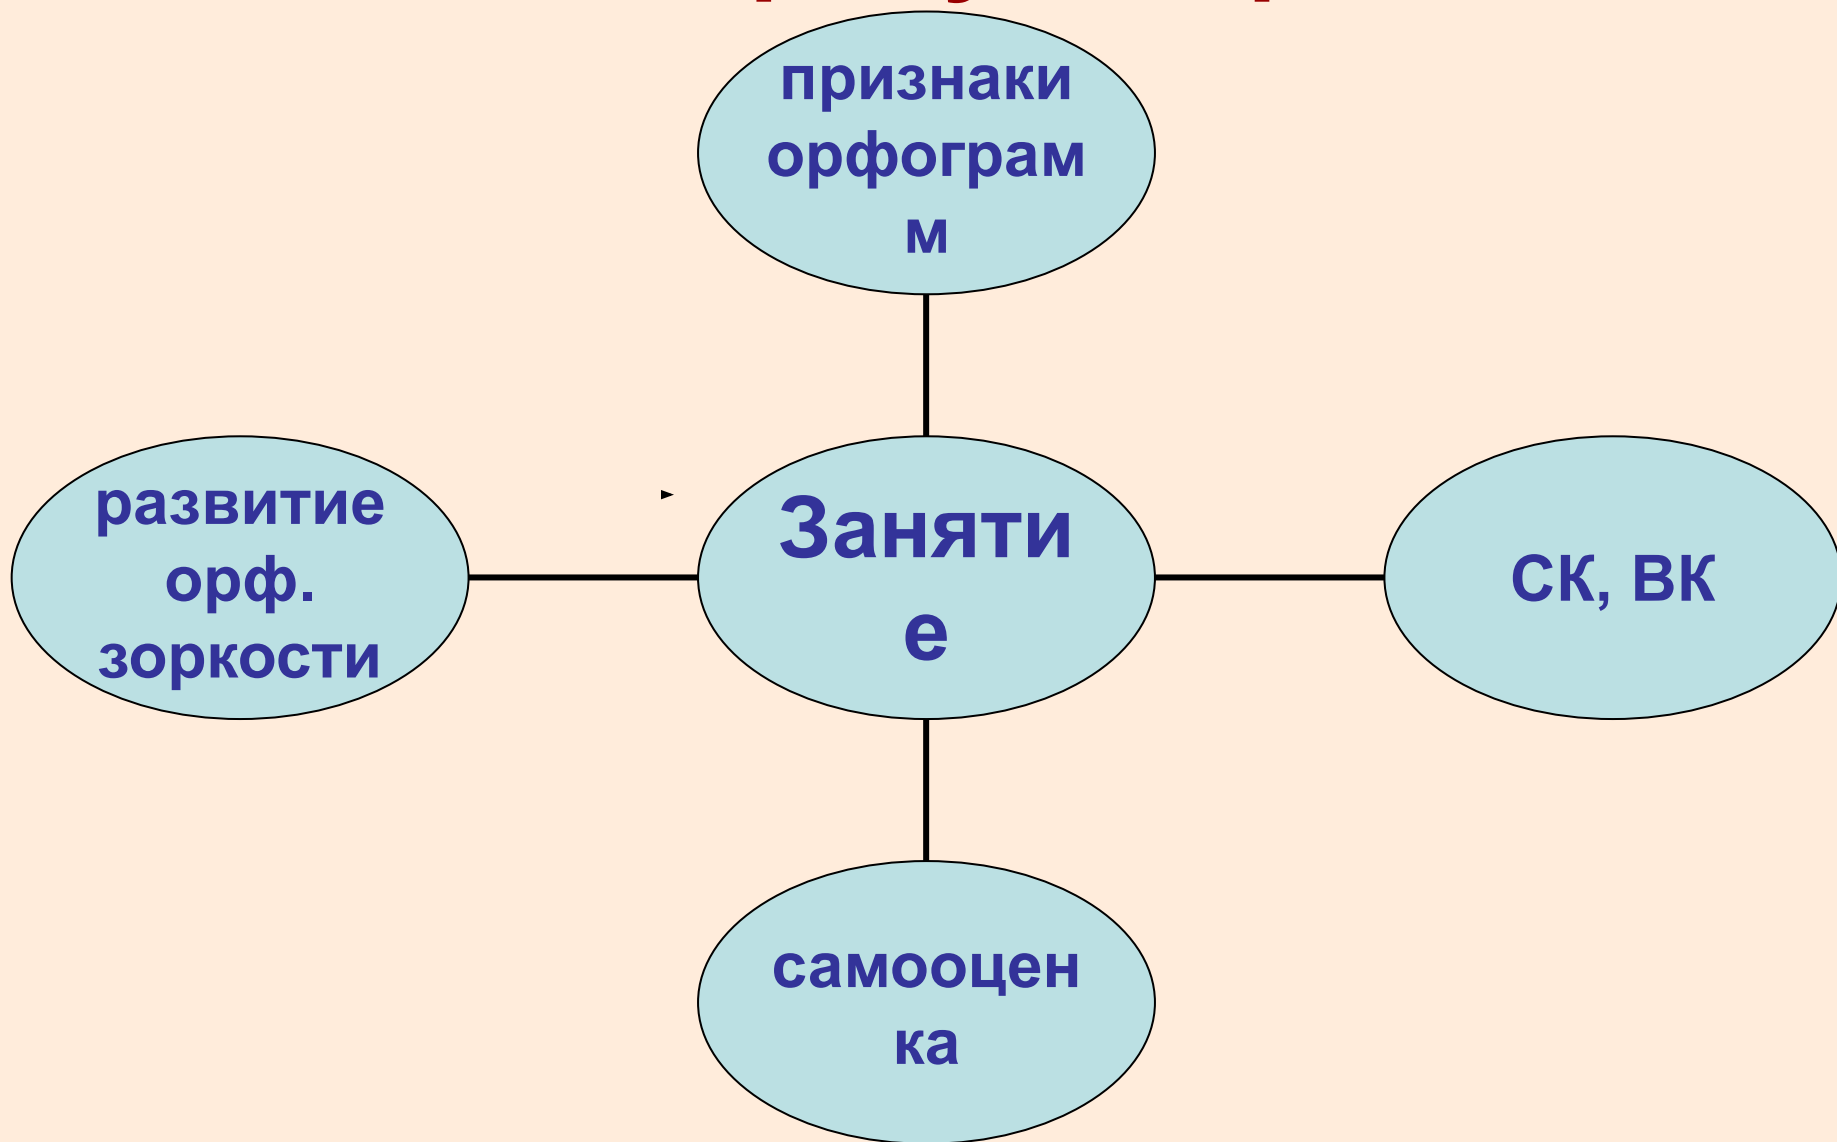 признаки
орфограм
м
развитие
орф.
зоркости
Заняти
е
СК, ВК
самооцен
ка